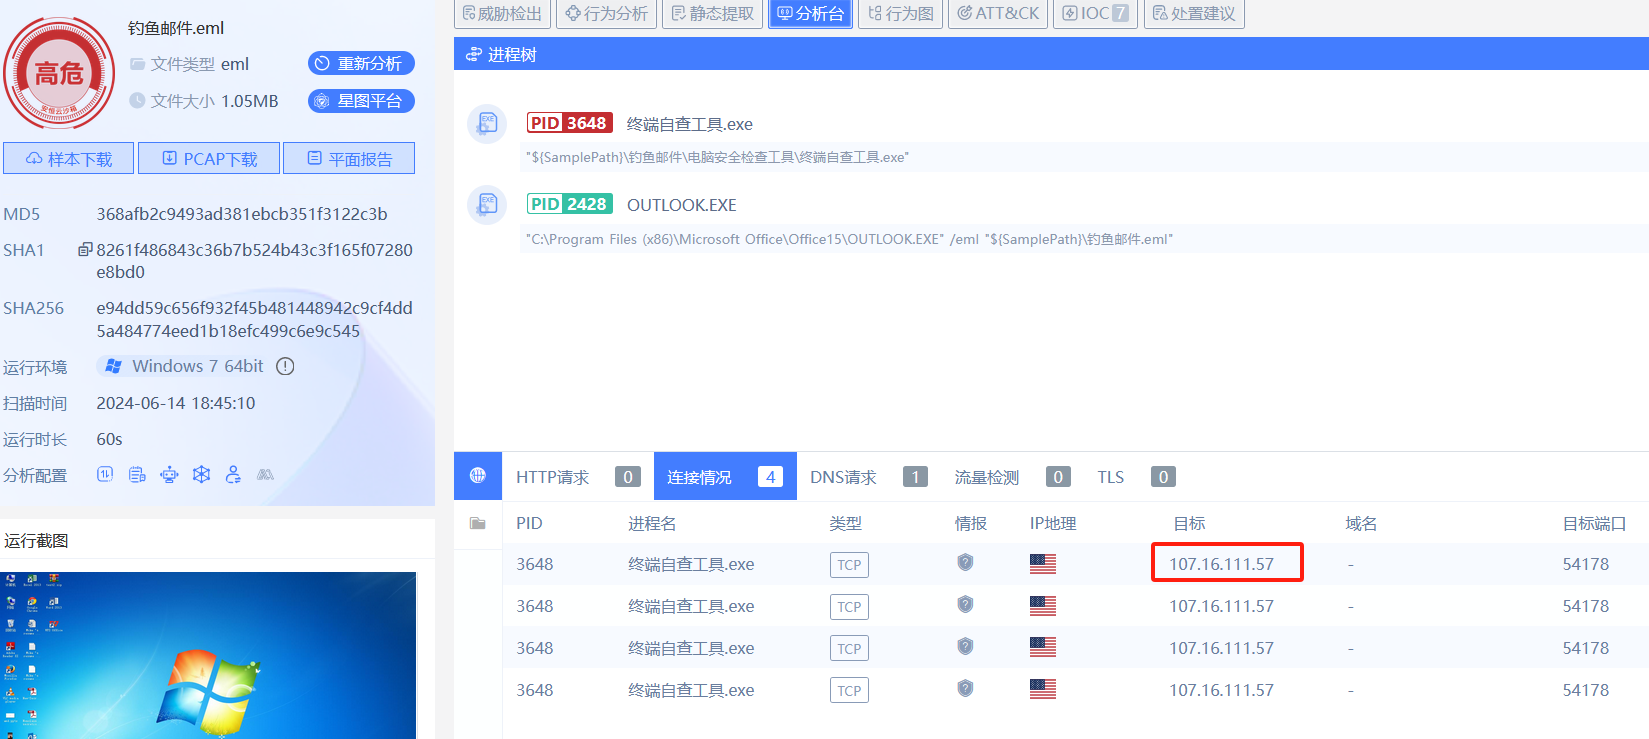 钓鱼邮件.eml
高危
安恒云沙箱
文件类型 eml
重新分析
文件大小 1.05MB
星图平台
样本下载
PCAP下载
平面报告
MD5 368afb2c9493ad381ebcb351f3122c3b
SHA1 8261f486843c36b7b524b43c3f165f07280
e8bd0
SHA256 e94dd59c656f932f45b481448942c9cf4dd
5a484774eed1b18efc499c6e9c545
运行环境 Windows 7 64bit
扫描时间 2024-06-14 18:45:10
运行时长 60s
分析配置
运行截图
威胁检出 行为分析 静态提取 分析台 行为图 ATT&CK IOC 7 处置建议
进程树
EXE PID 3648 终端自查工具.exe
"${SamplePath}\钓鱼邮件\电脑安全检查工具\终端自查工具.exe"
EXE PID 2428 OUTLOOK.EXE
"C:\Program Files (x86)\Microsoft Office\Office15\OUTLOOK.EXE" /eml "${SamplePath}\钓鱼邮件.eml"
HTTP请求 0 连接情况 4 DNS请求 1 流量检测 0 TLS 0
PID 进程名 类型 情报 IP地理 目标 域名 目标端口
3648 终端自查工具.exe TCP 107.16.111.57 - 54178
3648 终端自查工具.exe TCP 107.16.111.57 - 54178
3648 终端自查工具.exe TCP 107.16.111.57 - 54178
3648 终端自查工具.exe TCP 107.16.111.57 - 54178